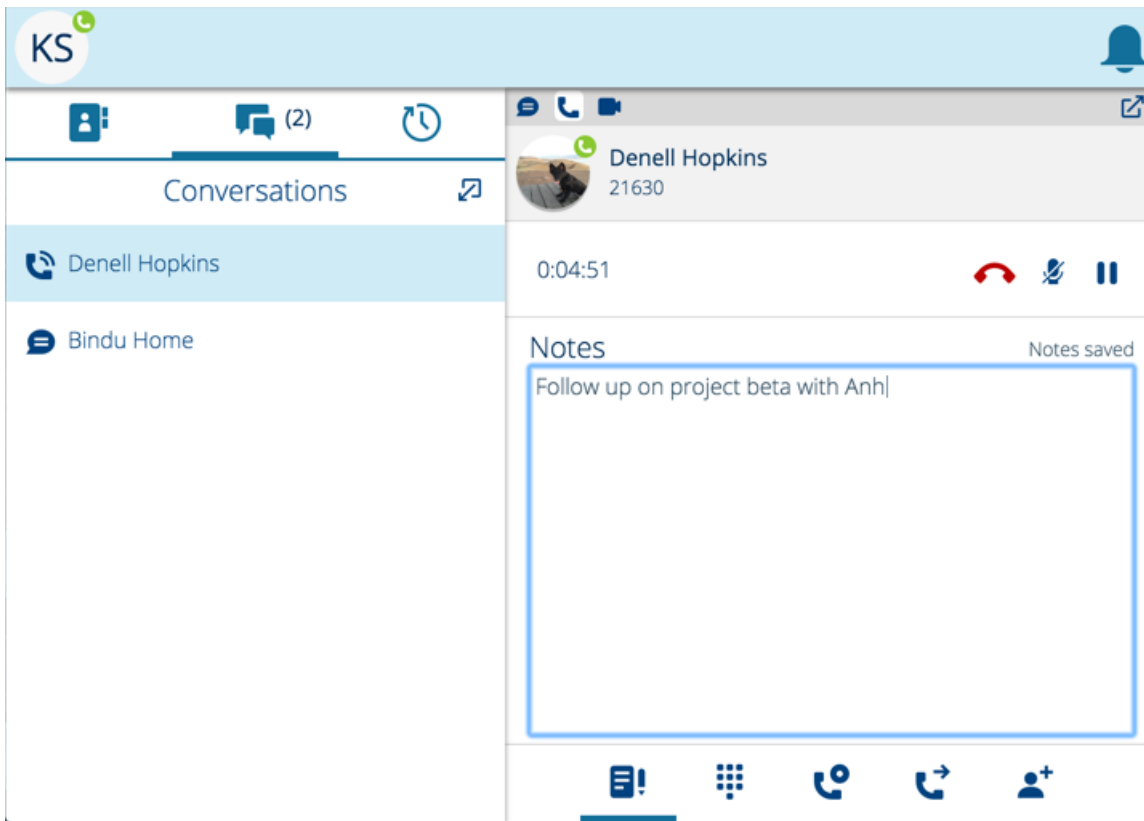 KS
(2)
Conversations
Denell Hopkins
Bindu Home
Denell Hopkins
21630
0:04:51
Notes
Notes saved
Follow up on project beta with Anh